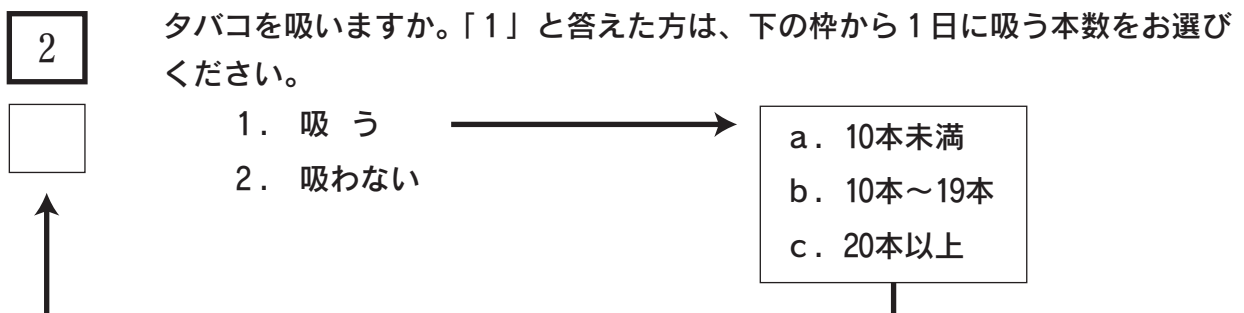 2
タバコを吸いますか。「1」と答えた方は、下の枠から1日に吸う本数をお選び
ください。
1. 吸 う
2. 吸わない
a. 10本未満
b. 10本～19本
c. 20本以上